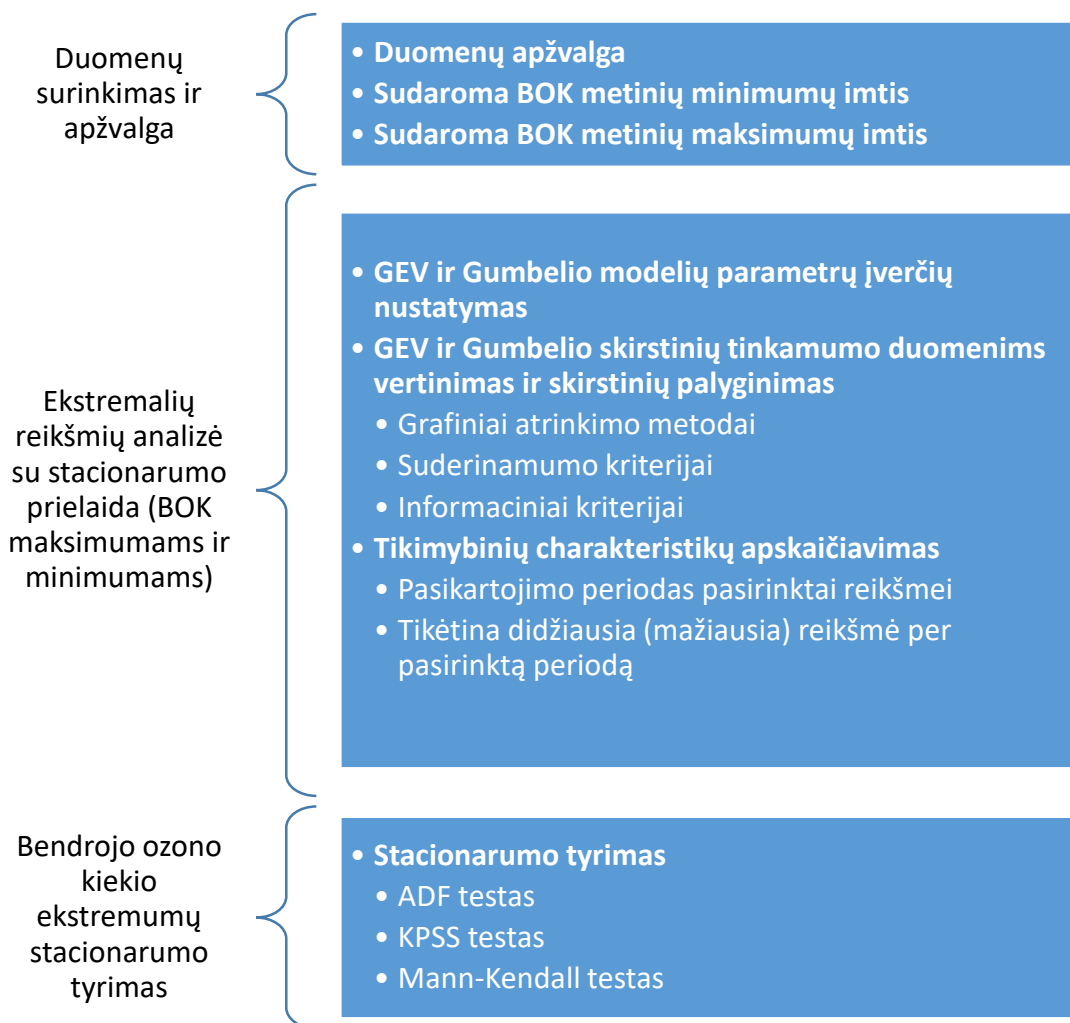 Duomenų
surinkimas ir
apžvalga
• Duomenų apžvalga
• Sudaroma BOK metinių minimumų imtis
• Sudaroma BOK metinių maksimumų imtis
Ekstremalių
reikšmių analizė
su stacionarumo
prielaida (BOK
maksimumams ir
minimumams)
• GEV ir Gumbelio modelių parametrų įverčių
nustatymas
• GEV ir Gumbelio skirstinių tinkamumo duomenims
vertinimas ir skirstinių palyginimas
• Grafiniai atrinkimo metodai
• Suderinamumo kriterijai
• Informaciniai kriterijai
• Tikimybinių charakteristikų apskaičiavimas
• Pasikartojimo periodas pasirinktai reikšmei
• Tikėtina didžiausia (mažiausia) reikšmė per
pasirinktą periodą
Bendrojo ozono
kiekio
ekstremumų
stacionarumo
tyrimas
• Stacionarumo tyrimas
• ADF testas
• KPSS testas
• Mann-Kendall testas